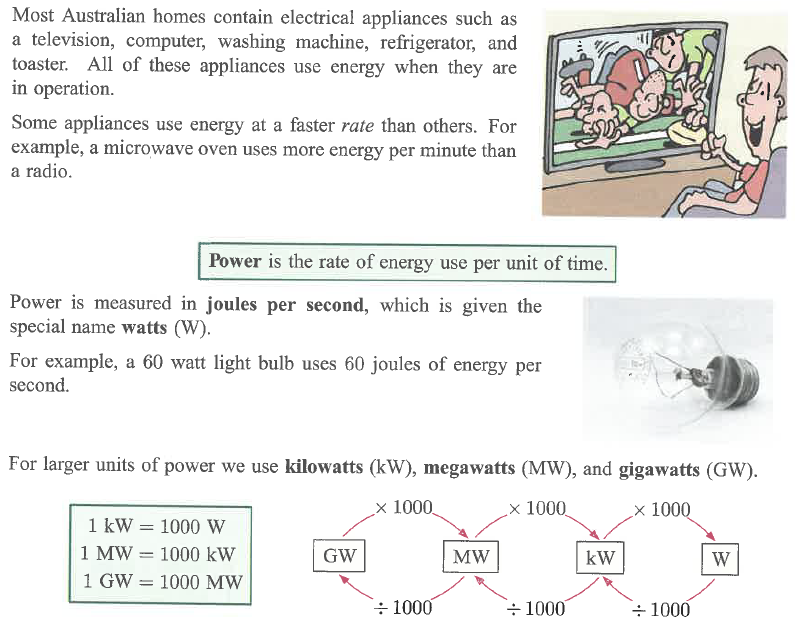 Most Australian homes contain electrical appliances such as
a television, computer, washing machine, refrigerator, and
toaster. All of these appliances use energy when they are
in operation.
Some appliances use energy at a faster rate than others. For
example, a microwave oven uses more energy per minute than
a radio.
Power is the rate of energy use per unit of time.
Power is measured in joules per second, which is given the
special name watts (W).
For example, a 60 watt light bulb uses 60 joules of energy per
second.
For larger units of power we use kilowatts (kW), megawatts (MW), and gigawatts (GW).
1 kW = 1000 W
1 MW = 1000 kW
1 GW = 1000 MW
× 1000 × 1000 × 1000
GW MW kW W
÷ 1000 ÷ 1000 ÷ 1000